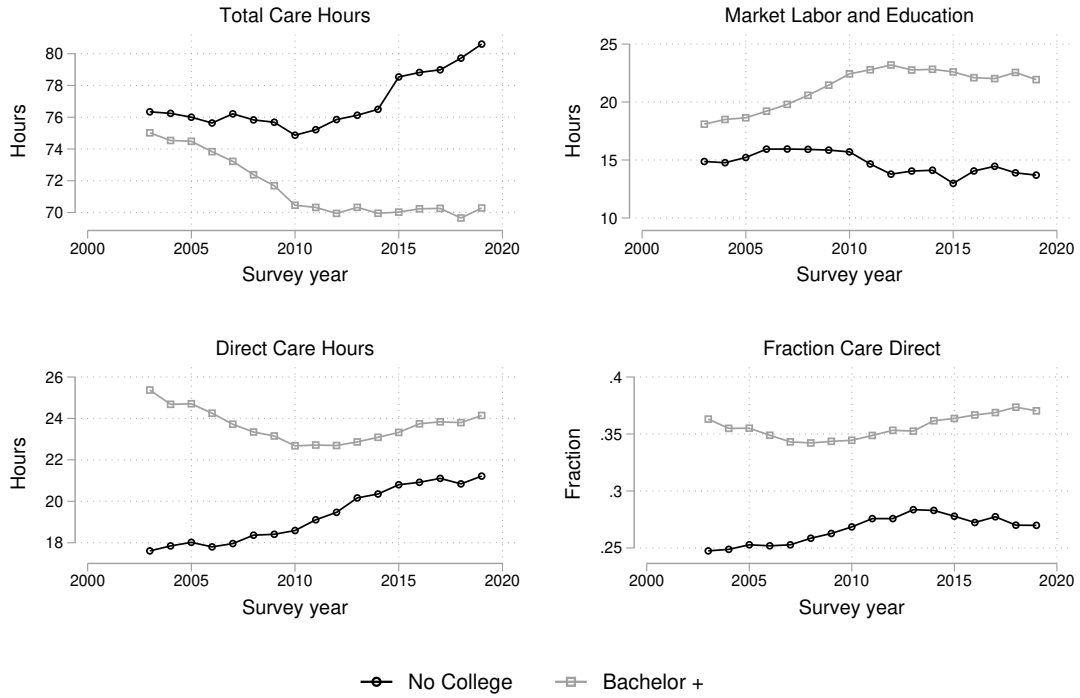 Total Care Hours
80
78
76
74
72
70
Hours
2000 2005 2010 2015 2020
Survey year
Market Labor and Education
25
20
15
10
Hours
2000 2005 2010 2015 2020
Survey year
Direct Care Hours
26
24
22
20
18
Hours
2000 2005 2010 2015 2020
Survey year
Fraction Care Direct
.4
.35
.3
.25
Fraction
2000 2005 2010 2015 2020
Survey year
No College Bachelor +